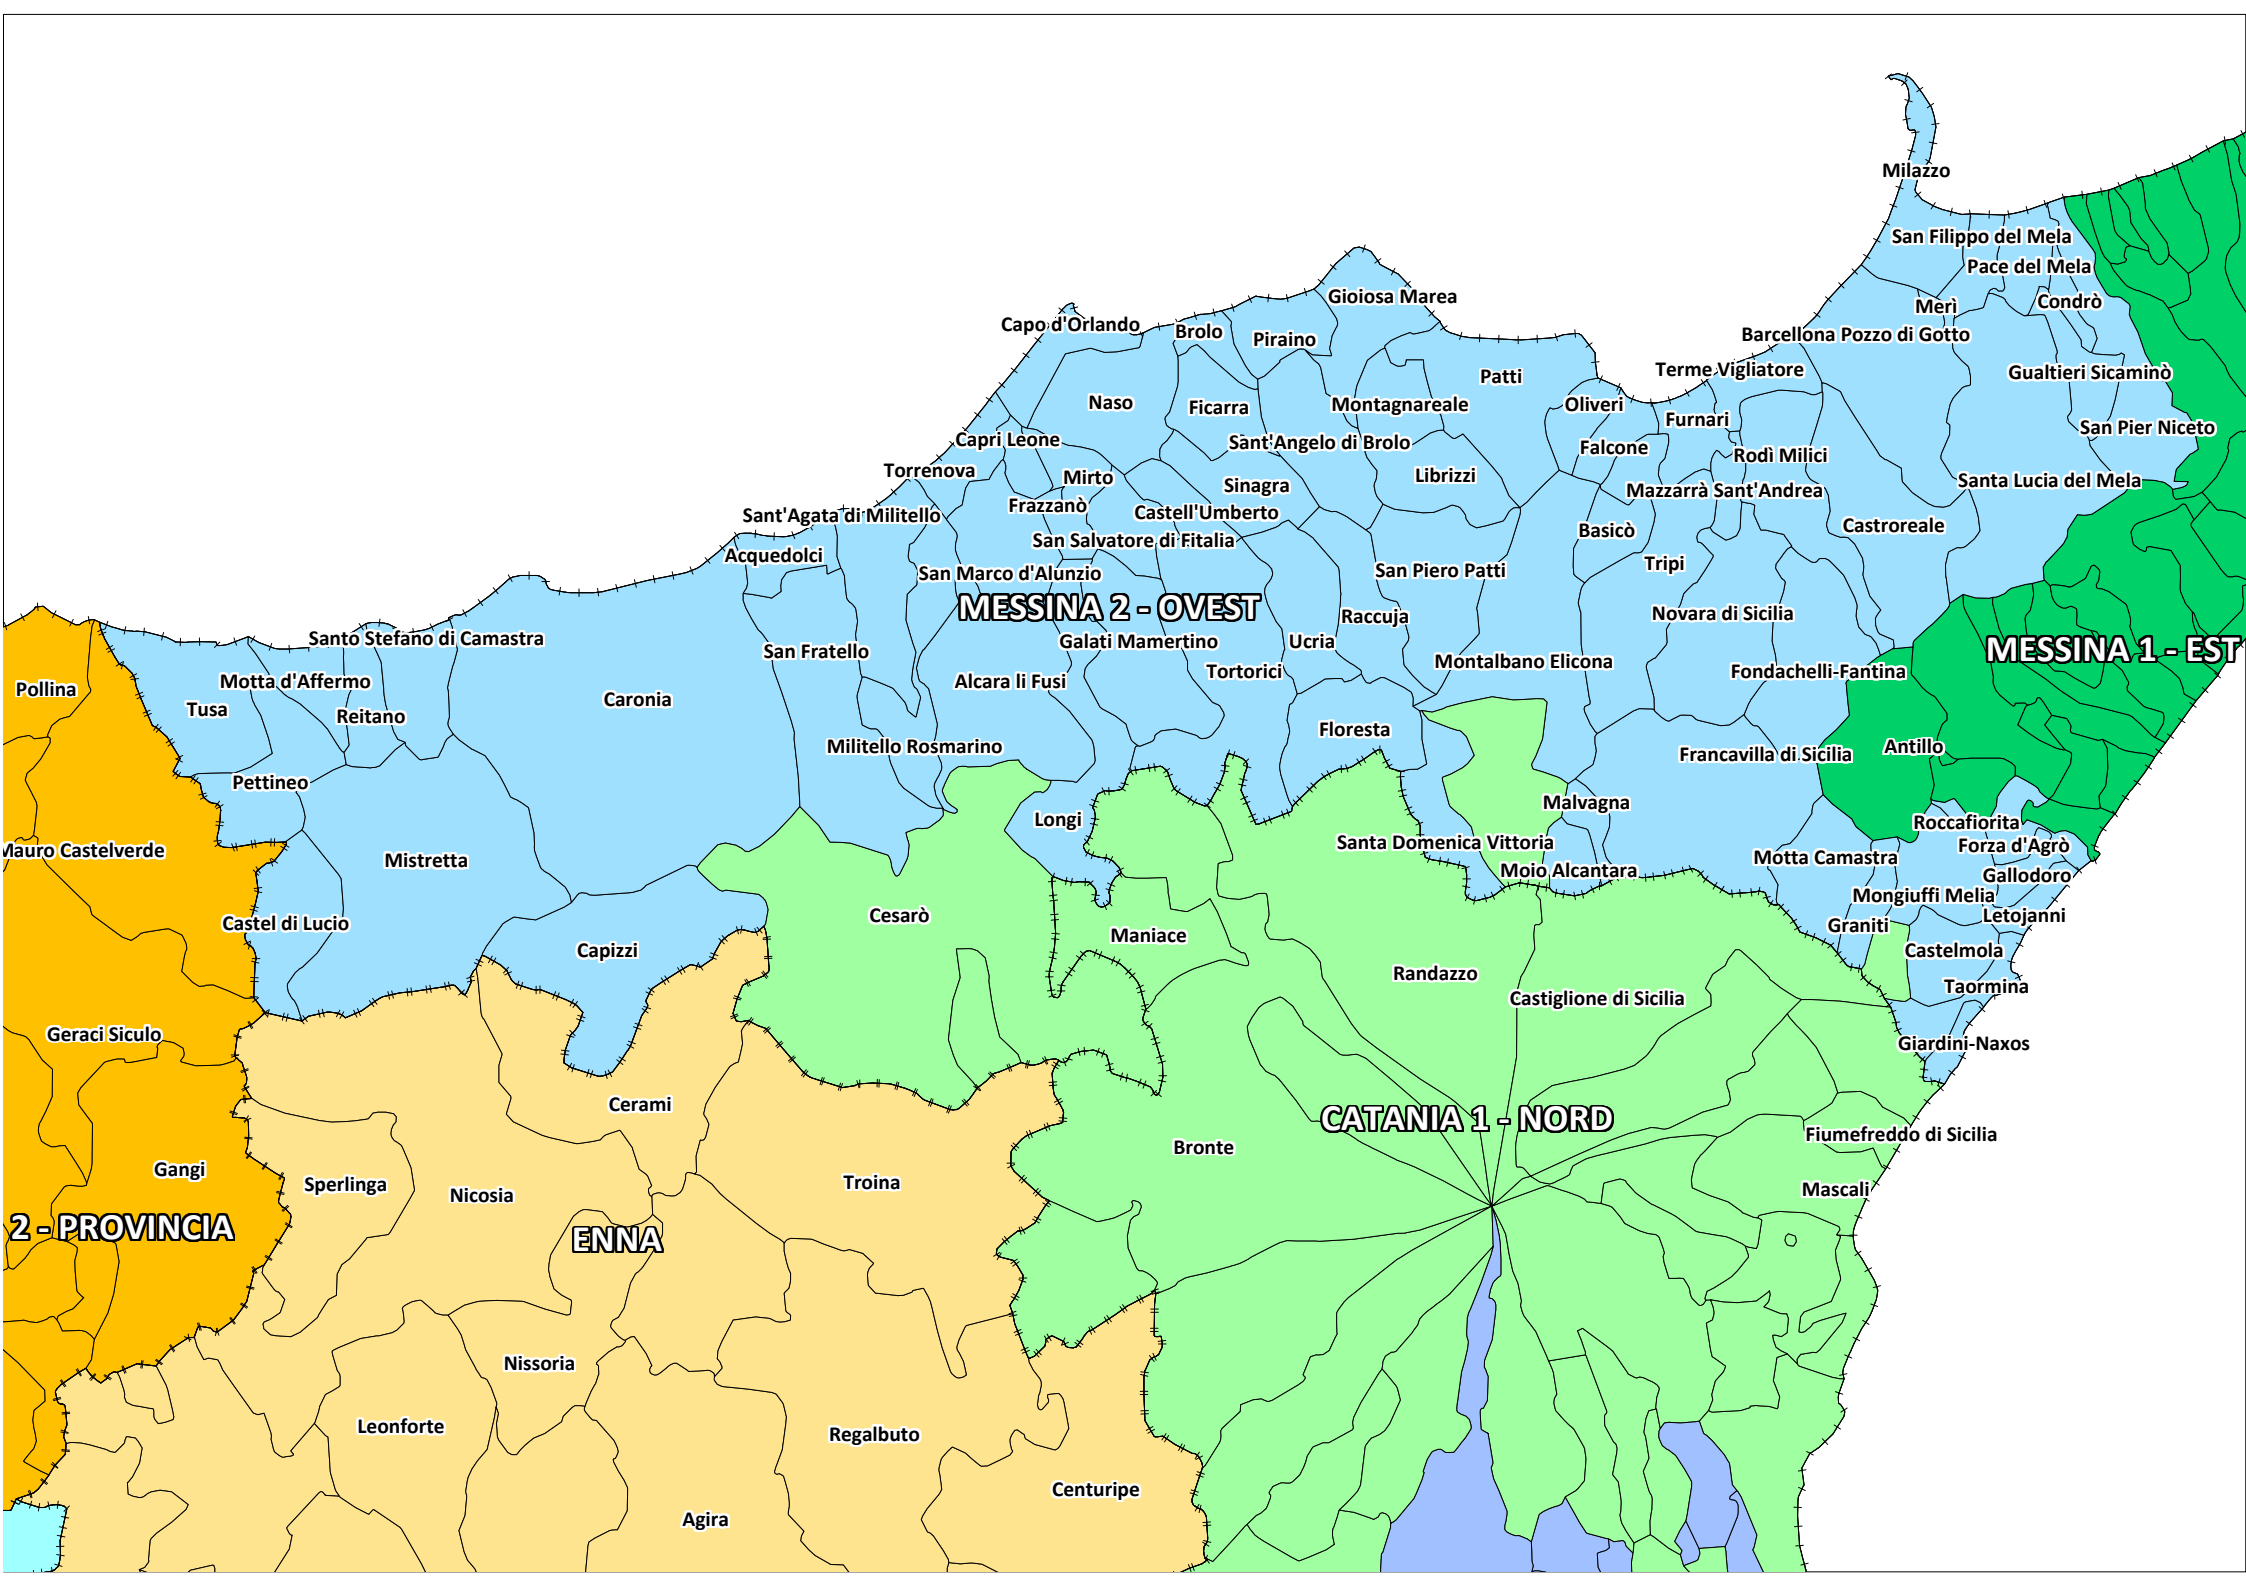 Milazzo
San Filippo del Mela
Pace del Mela
Gioiosa Marea
Condrò
Merì
Capo d'Orlando
Brolo
Piraino
Barcellona Pozzo di Gotto
Terme Vigliatore
Gualtieri Sicaminò
Patti
Naso
Ficarra
Montagnareale
Oliveri
Furnari
San Pier Niceto
Capri Leone
Sant'Angelo di Brolo
Falcone
Rodì Milici
Torrenova
Mirto
Librizzi
Santa Lucia del Mela
Sinagra
Mazzarrà Sant'Andrea
Frazzanò
Castell'Umberto
Sant'Agata di Militello
Castroreale
Basicò
San Salvatore di Fitalia
Acquedolci
Tripi
San Marco d'Alunzio
San Piero Patti
MESSINA 2 - OVEST
Novara di Sicilia
Raccuja
Santo Stefano di Camastra
Galati Mamertino
Ucria
San Fratello
MESSINA 1 - EST
Montalbano Elicona
Tortorici
Fondachelli-Fantina
Motta d'Affermo
Alcara li Fusi
Pollina
Caronia
Tusa
Reitano
Floresta
Militello Rosmarino
Antillo
Francavilla di Sicilia
Pettineo
Malvagna
Longi
Roccafiorita
Santa Domenica Vittoria
Forza d'Agrò
Mauro Castelverde
Mistretta
Motta Camastra
Moio Alcantara
Gallodoro
Mongiuffi Melia
Cesarò
Letojanni
Castel di Lucio
Graniti
Maniace
Capizzi
Castelmola
Randazzo
Taormina
Castiglione di Sicilia
Geraci Siculo
Giardini-Naxos
Cerami
CATANIA 1 - NORD
Fiumefreddo di Sicilia
Bronte
Gangi
Sperlinga
Troina
Mascali
Nicosia
2 - PROVINCIA
ENNA
Nissoria
Leonforte
Regalbuto
Centuripe
Agira